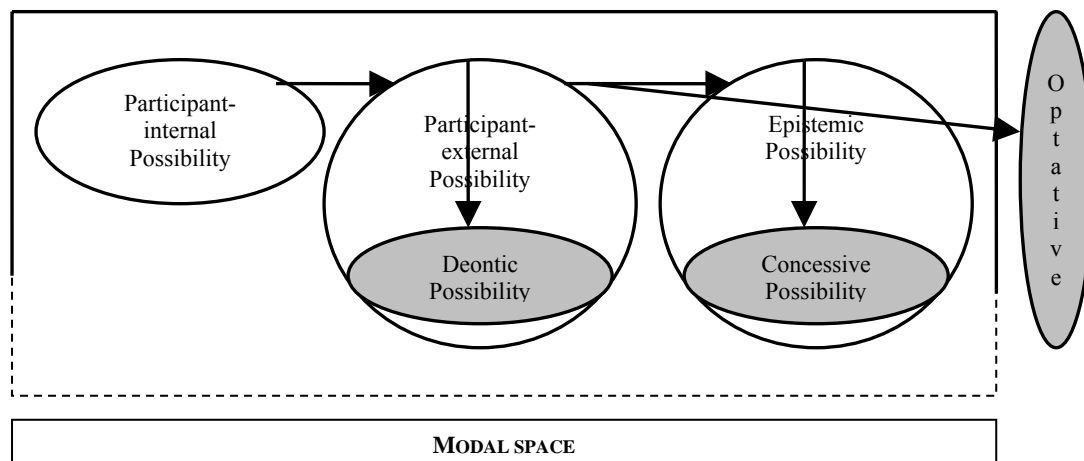 Participant-
internal
Possibility
Participant-
external
Possibility
Epistemic
Possibility
Deontic
Possibility
Concessive
Possibility
O
p
t
a
t
i
v
e
MODAL SPACE